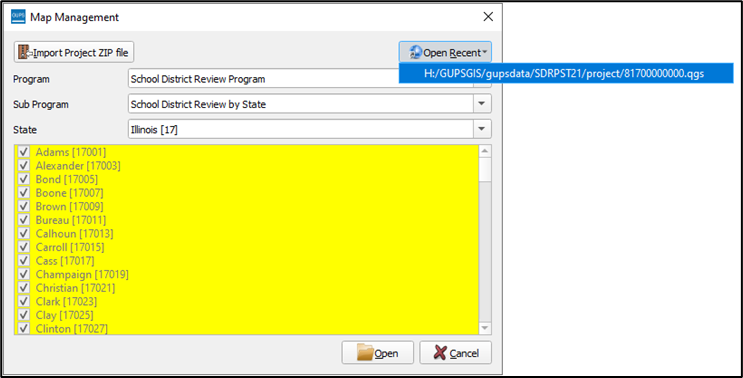 GUPS Map Management
Import Project ZIP file Open Recent
H:/GUPSGIS/gupsdata/SDRPST21/project/81700000000.qgs
Program School District Review Program
Sub Program School District Review by State
State Illinois [17]
Adams [17001]
Alexander [17003]
Bond [17005]
Boone [17007]
Brown [17009]
Bureau [17011]
Calhoun [17013]
Carroll [17015]
Cass [17017]
Champaign [17019]
Christian [17021]
Clark [17023]
Clay [17025]
Clinton [17027]
Open Cancel